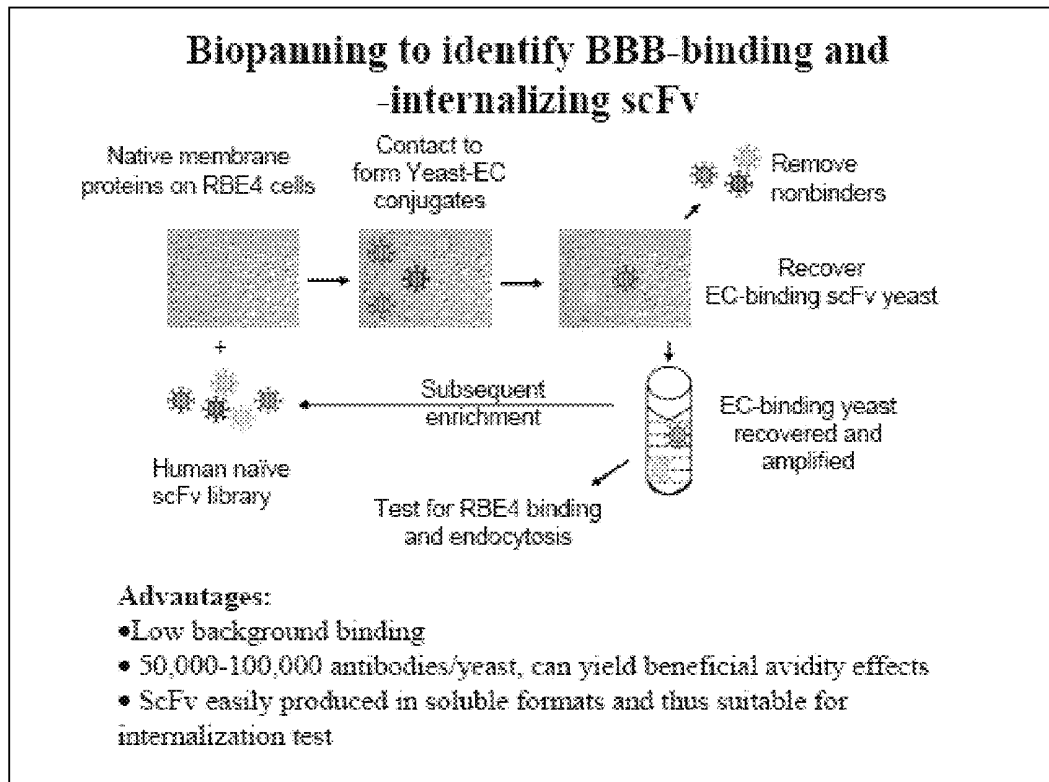 Biopanning to identify BBB-binding and
-internalizing scFv
Native membrane
proteins on RBE4 cells
Contact to
form Yeast-EC
conjugates
Remove
nonbinders
Recover
EC-binding scFv yeast
+
Subsequent
enrichment
EC-binding yeast
recovered and
amplified
Human naïve
scFv library
Test for RBE4 binding
and endocytosis
Advantages:
•Low background binding
• 50,000-100,000 antibodies/yeast, can yield beneficial avidity effects
• ScFv easily produced in soluble formats and thus suitable for
internalization test